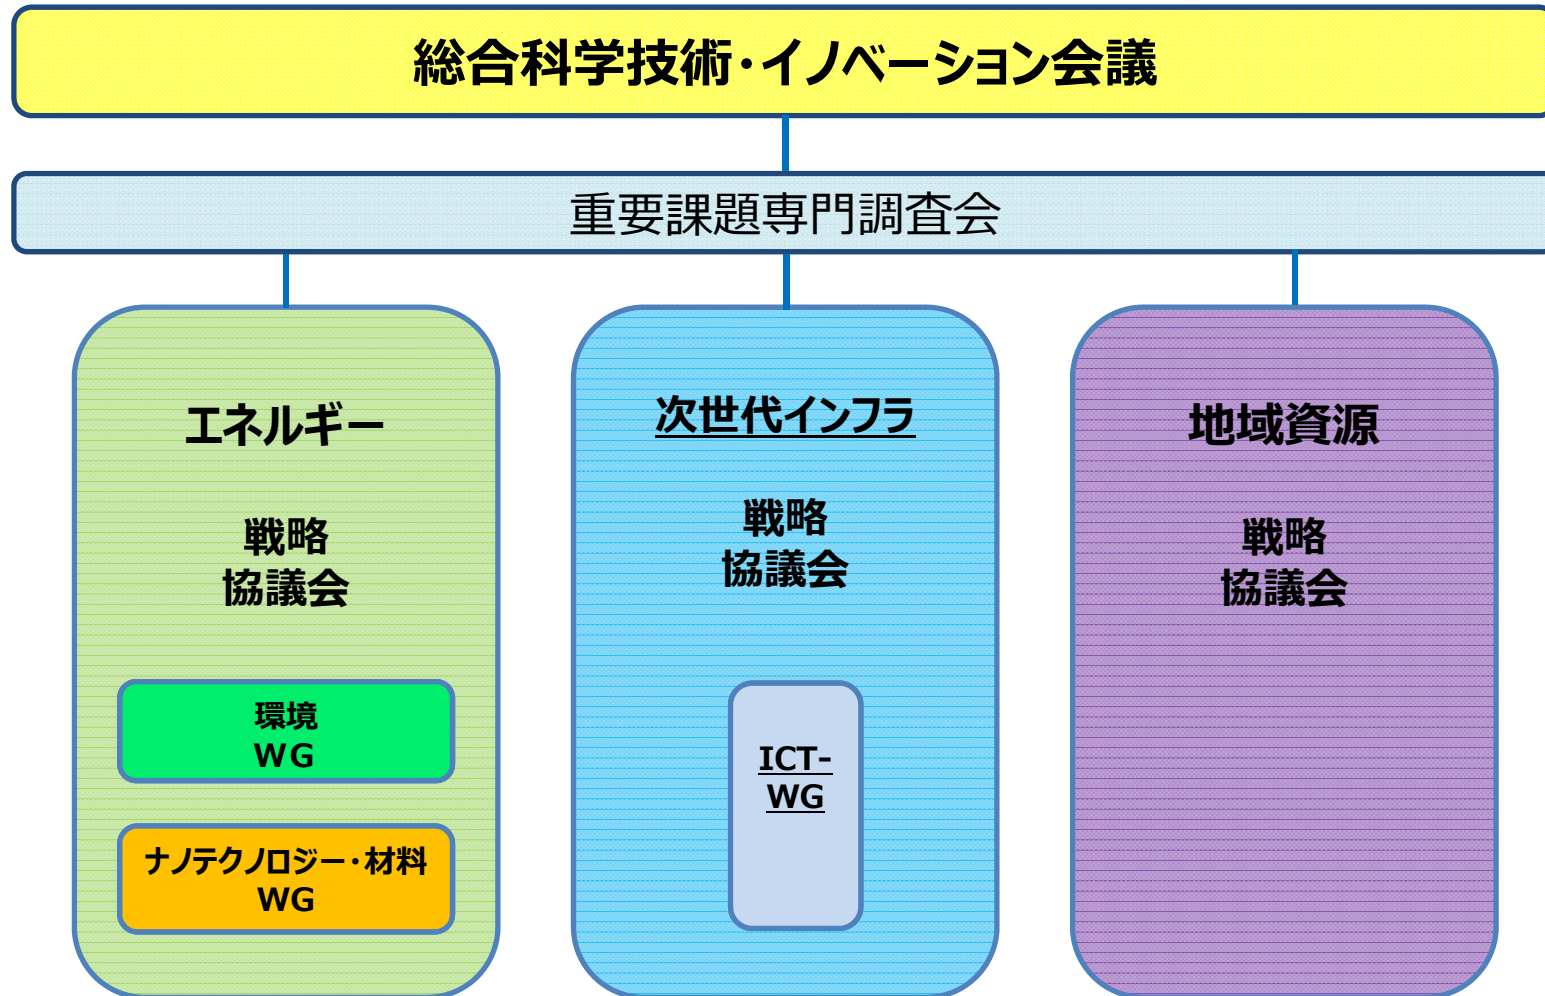 総合科学技術・イノベーション会議
重要課題専門調査会
エネルギー
戦略
協議会
環境
WG
ナノテクノロジー・材料
WG
次世代インフラ
戦略
協議会
ICT-
WG
地域資源
戦略
協議会